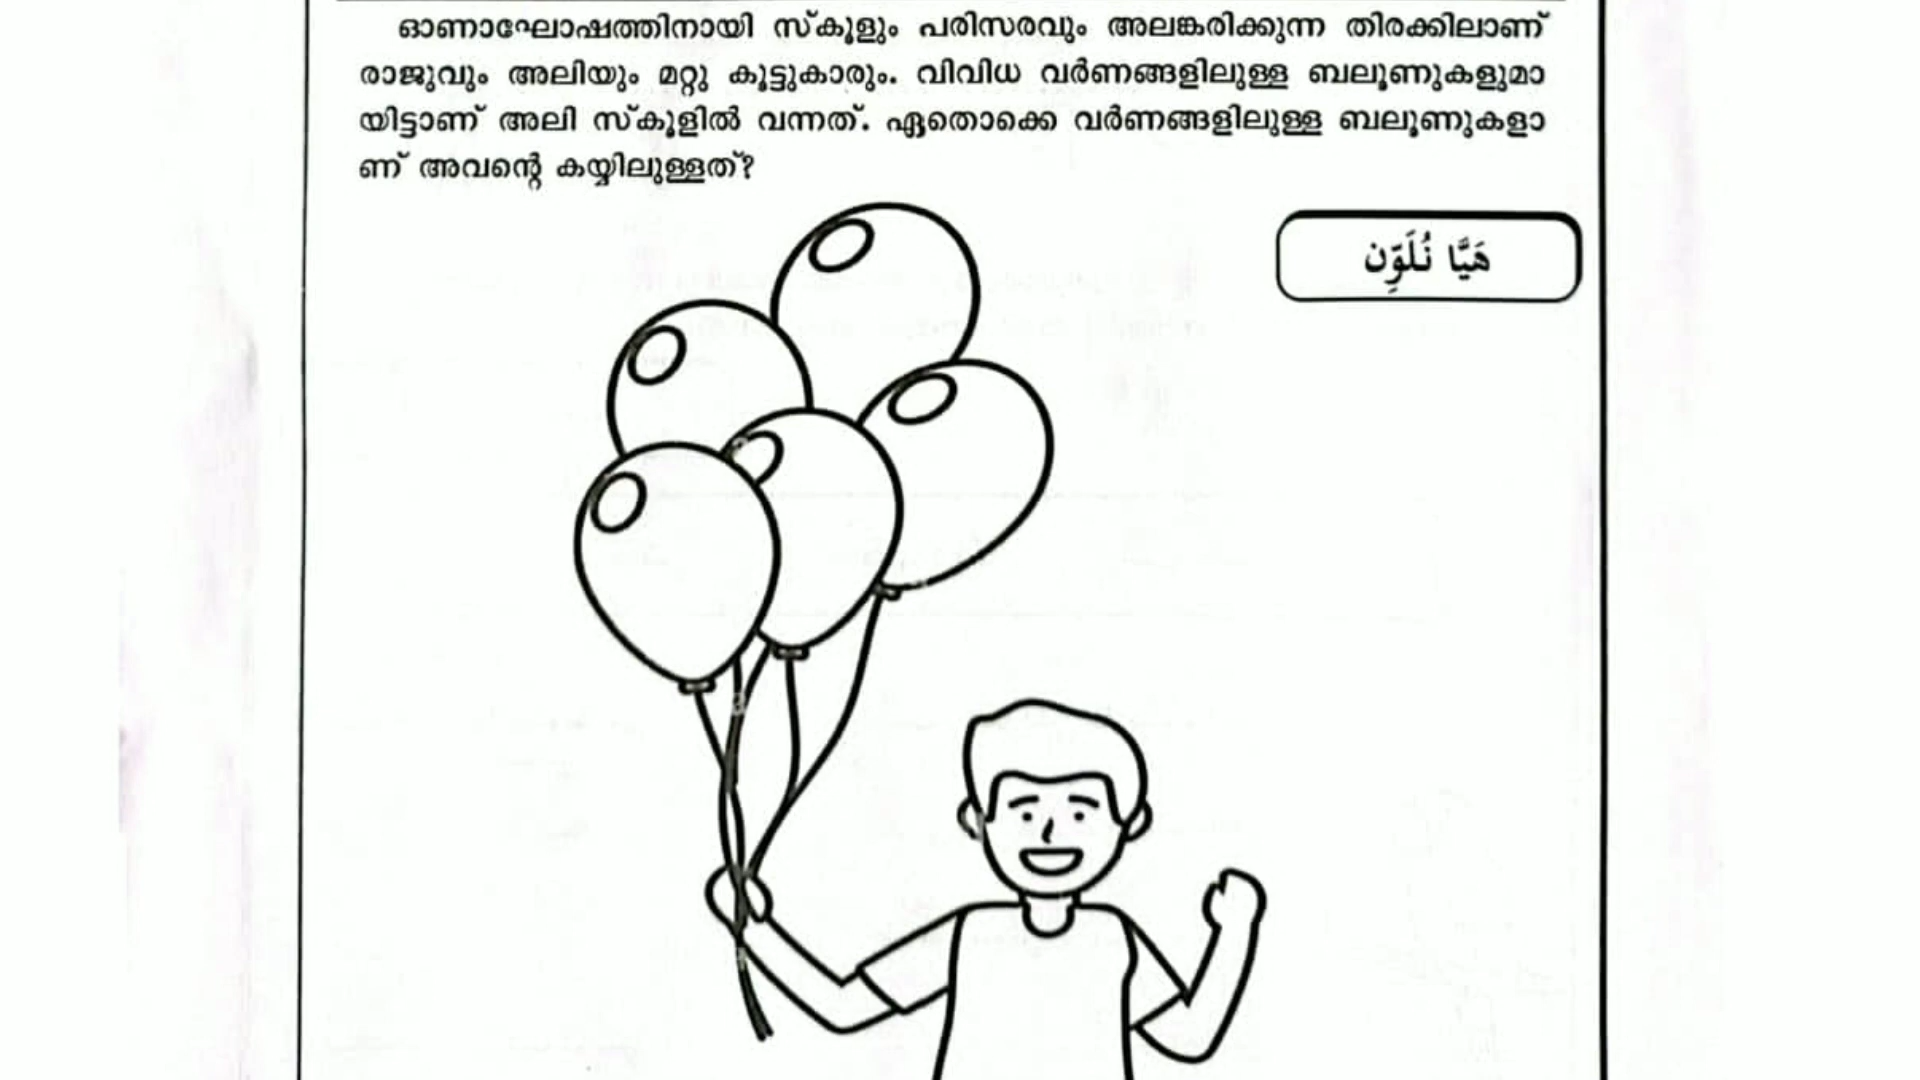 ഓണാഘോഷത്തിനായി സ്കൂളും പരിസരവും അലങ്കരിക്കുന്ന തിരക്കിലാണ്
രാജുവും അലിയും മറ്റു കൂട്ടുകാരും. വിവിധ വർണങ്ങളിലുള്ള ബലൂണുകളുമാ
യിട്ടാണ് അലി സ്കൂളിൽ വന്നത്. ഏതൊക്കെ വർണങ്ങളിലുള്ള ബലൂണുകളാ
ണ് അവന്റെ കയ്യിലുള്ളത്?
هَيَّا نُلَوِّن